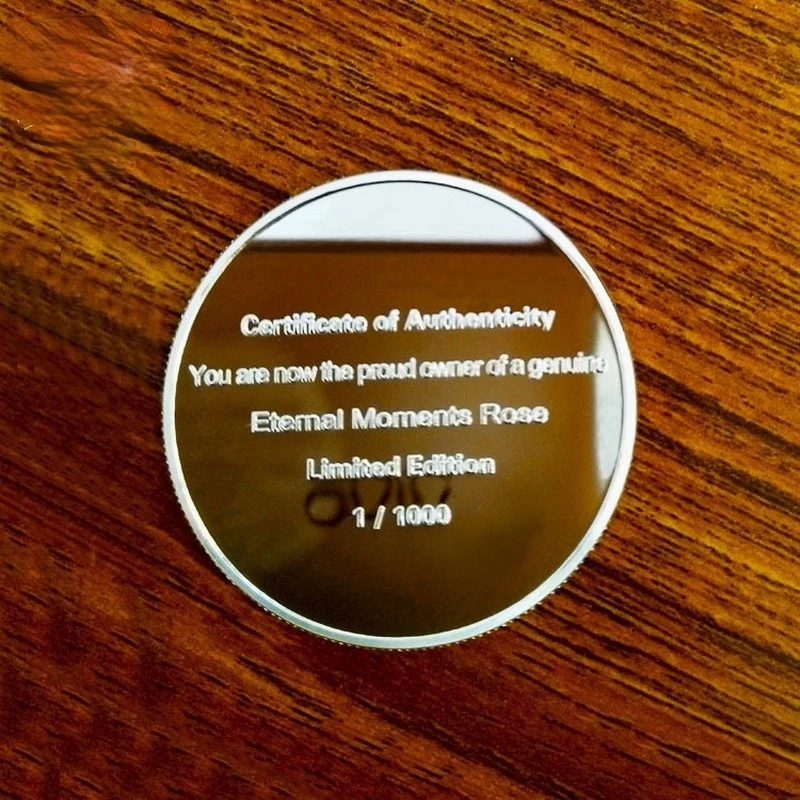 Certificate of Authenticity
You are now the proud owner of a genuine
Eternal Moments Rose
Limited Edition
1 / 1000